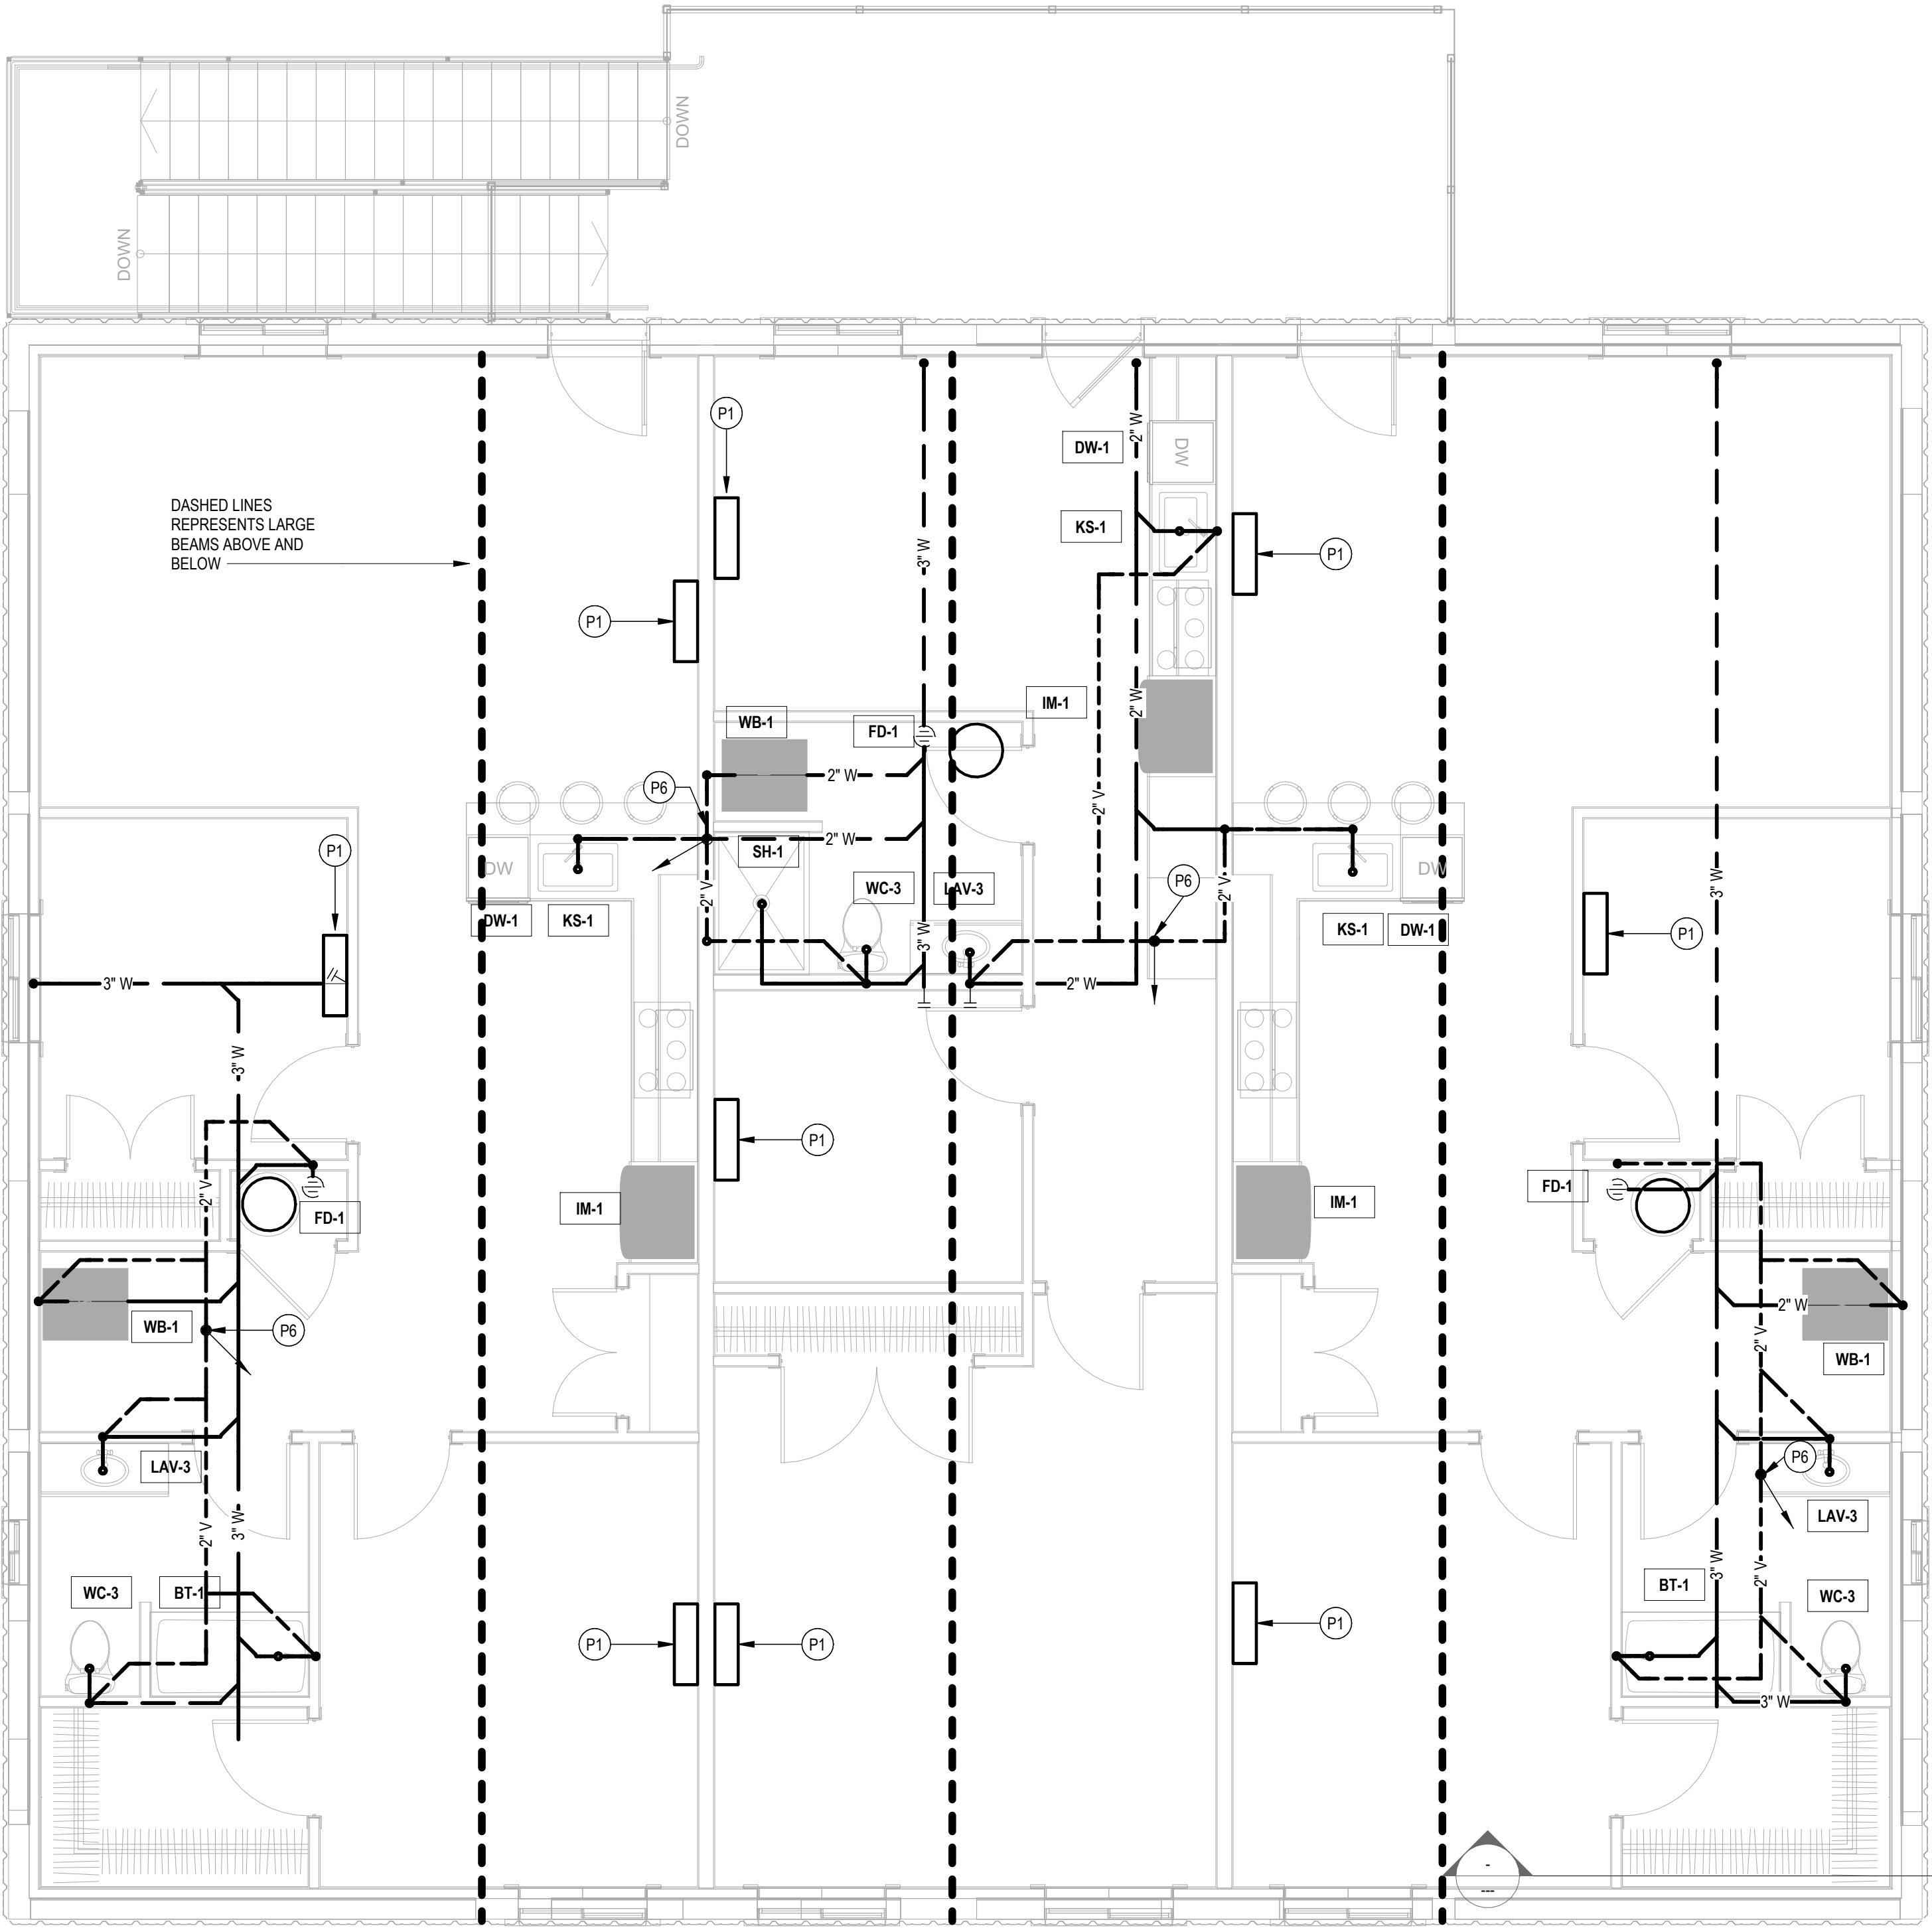 DOWN
DOWN
DASHED LINES
REPRESENTS LARGE
BEAMS ABOVE AND
BELOW
P1
P1
P1
DW-1
DW
KS-1
2" W
3" W
2" V
2" W
IM-1
WB-1
FD-1
2" W
P6
2" W
SH-1
WC-3
LAV-3
2" V
3" W
2" W
P6
2" V
DW
DW-1
KS-1
KS-1
DW-1
DW
P1
3" W
3" W
P1
3" W
P1
2" V
FD-1
IM-1
IM-1
FD-1
WB-1
P6
2" W
2" V
WB-1
LAV-3
P6
LAV-3
2" V
3" W
3" W
2" V
WC-3
BT-1
BT-1
WC-3
P1
P1
P1
3" W
-
---